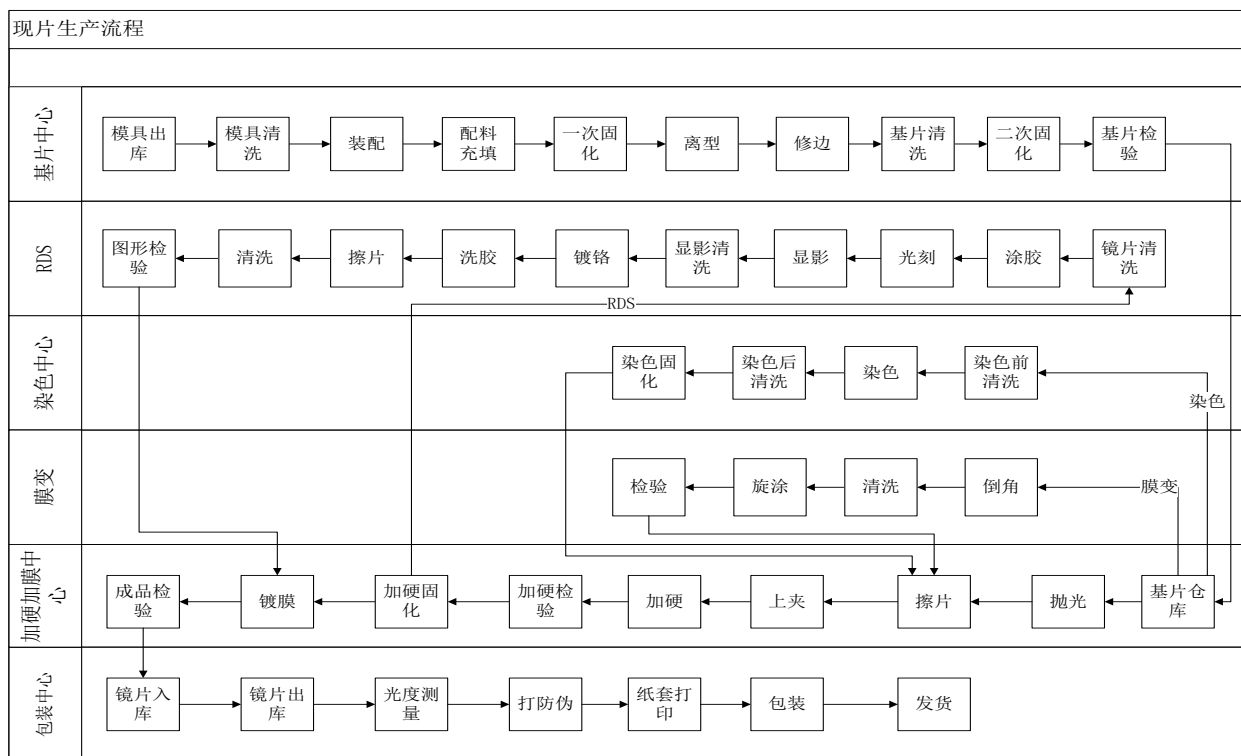 现片生产流程
基片中心
模具出
库
模具清
洗
装配
配料
充填
一次固
化
离型
修边
基片清
洗
二次固
化
基片检
验
RDS
图形检
验
清洗
擦片
洗胶
镀铬
显影清
洗
显影
光刻
涂胶
镜片清
洗
RDS
染色中心
染色固
化
染色后
清洗
染色
染色前
清洗
染色
膜变
检验
旋涂
清洗
倒角
膜变
加硬加膜中
心
成品检
验
镀膜
加硬固
化
加硬检
验
加硬
上夹
擦片
抛光
基片仓
库
包装中心
镜片入
库
镜片出
库
光度测
量
打防伪
纸套打
印
包装
发货